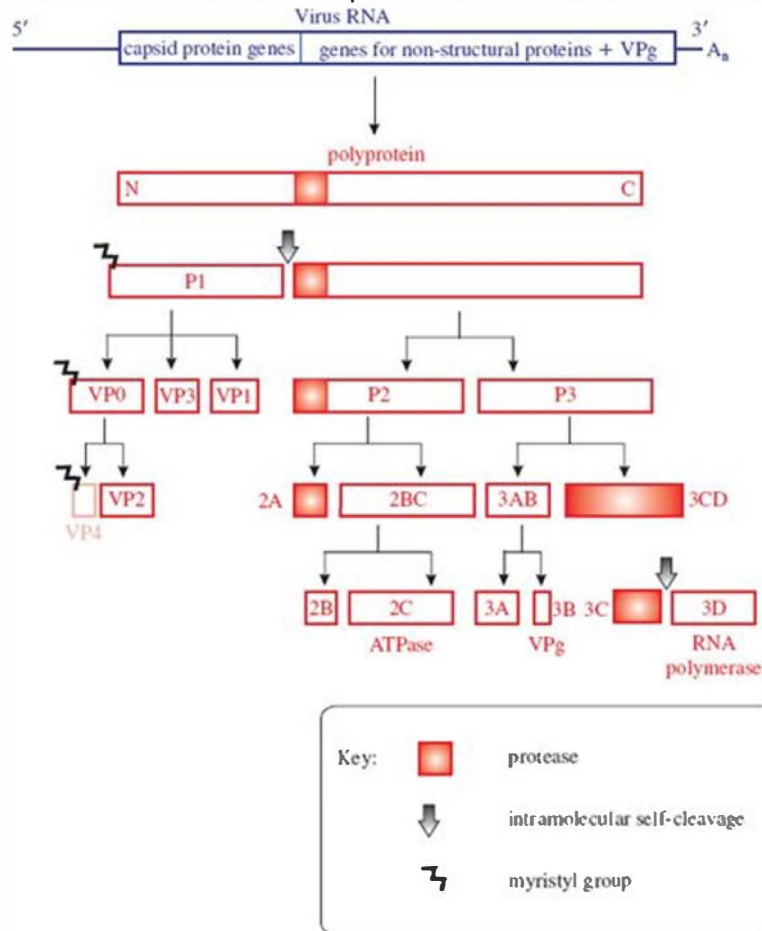 Virus RNA
5′ 3′
capsid protein genes genes for non-structural proteins + VPg Aₙ
polyprotein
N C
P1
VP0 VP3 VP1 P2 P3
VP2 2A 2BC 3AB 3CD
VP4
2B 2C 3A 3B 3C 3D
ATPase VPg RNA
polymerase
Key: protease
intramolecular self-cleavage
myristyl group